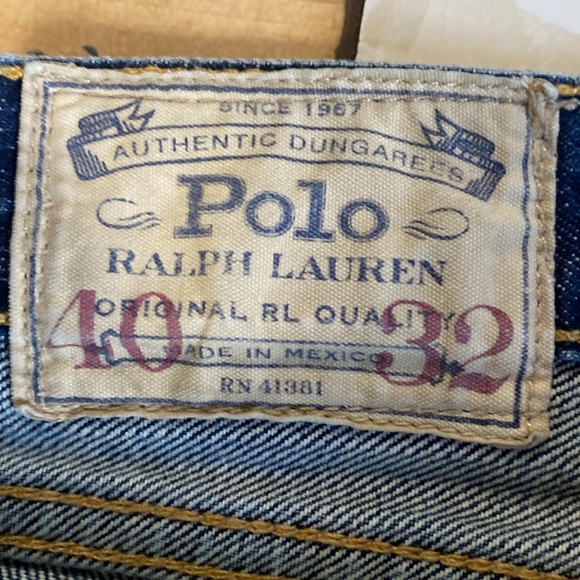 SINCE 1967
AUTHENTIC DUNGAREES
Polo
RALPH LAUREN
ORIGINAL RL QUALITY
40 32
MADE IN MEXICO
RN 41381